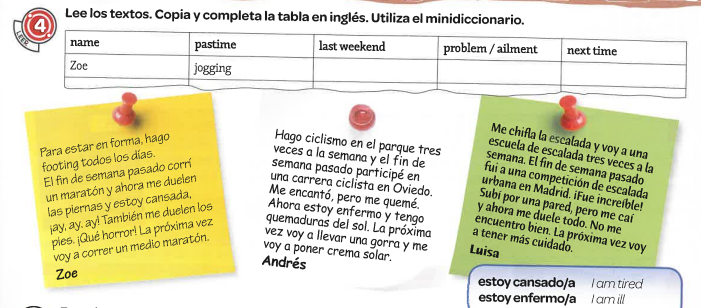 4
LEER
Lee los textos. Copia y completa la tabla en inglés. Utiliza el minidiccionario.
name pastime last weekend problem / ailment next time
Zoe jogging
Para estar en forma, hago
footing todos los días.
El fin de semana pasado corrí
un maratón y ahora me duelen
las piernas y estoy cansada,
¡ay, ay, ay! También me duelen los
pies. ¡Qué horror! La próxima vez
voy a correr un medio maratón.
Zoe
Hago ciclismo en el parque tres
veces a la semana y el fin de
semana pasado participé en
una carrera ciclista en Oviedo.
Me encantó, pero me quemé.
Ahora estoy enfermo y tengo
quemaduras del sol. La próxima
vez voy a llevar una gorra y me
voy a poner crema solar.
Andrés
Me chifla la escalada y voy a una
escuela de escalada tres veces a la
semana. El fin de semana pasado
fui a una competición de escalada
urbana en Madrid. ¡Fue increíble!
Subí por una pared, pero me caí
y ahora me duele todo. No me
encuentro bien. La próxima vez voy
a tener más cuidado.
Luisa
estoy cansado/a I am tired
estoy enfermo/a I am ill